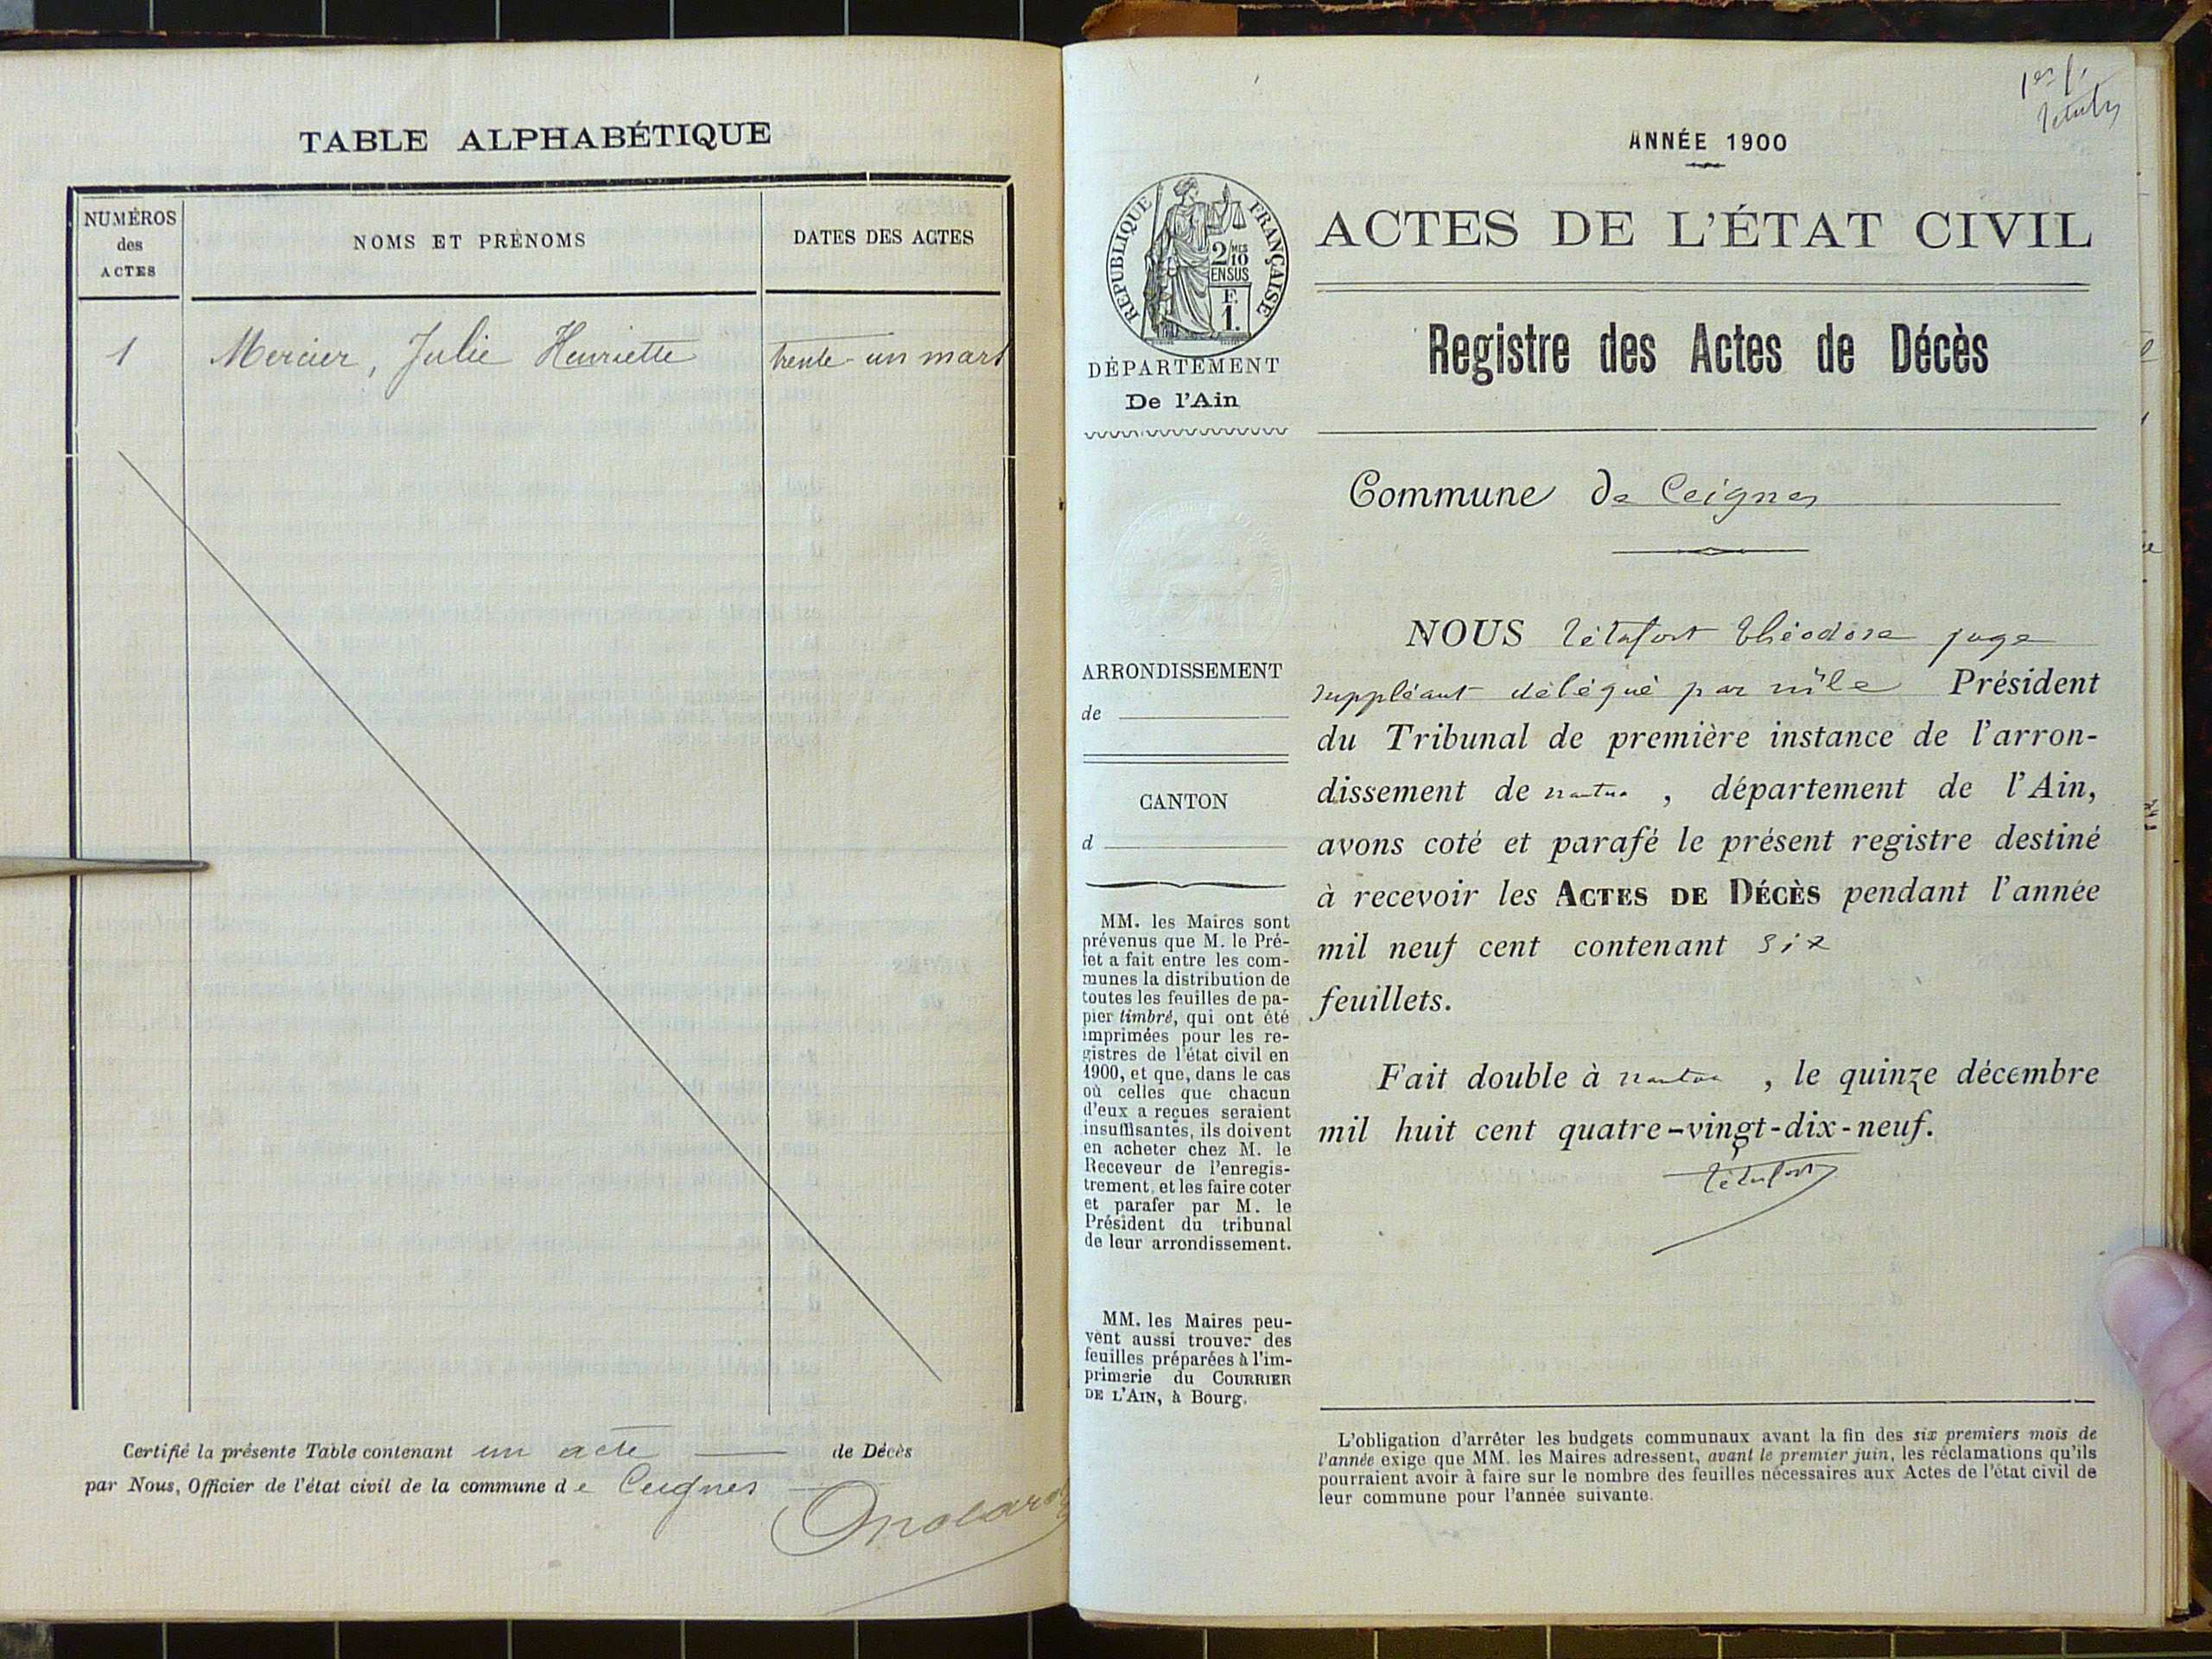 TABLE ALPHABÉTIQUE
NUMÉROS
des
ACTES
NOMS ET PRÉNOMS
DATES DES ACTES
1 Mercier, Julie Henriette trente-un mars
Certifié la présente Table contenant un acte de Décès
par Nous, Officier de l'état civil de la commune de Ceignes
1er f.
ANNÉE 1900
RÉPUBLIQUE FRANÇAISE
2/10
EN SUS
F.
1.
DÉPARTEMENT
De l'Ain
ARRONDISSEMENT
de
CANTON
d
MM. les Maires sont
prévenus que M. le Pré-
fet a fait entre les com-
munes la distribution de
toutes les feuilles de pa-
pier timbré, qui ont été
imprimées pour les re-
gistres de l'état civil en
1900, et que, dans le cas
où celles que chacun
d'eux a reçues seraient
insuffisantes, ils doivent
en acheter chez M. le
Receveur de l'enregis-
trement, et les faire coter
et parafer par M. le
Président du tribunal
de leur arrondissement.
MM. les Maires peu-
vent aussi trouver des
feuilles préparées à l'im-
primerie du COURRIER
DE L'AIN, à Bourg.
ACTES DE L'ÉTAT CIVIL
Registre des Actes de Décès
Commune de Ceignes
NOUS Tétafort Théodore juge
suppléant délégué par Président
du Tribunal de première instance de l'arron-
dissement de nantua, département de l'Ain,
avons coté et parafé le présent registre destiné
à recevoir les ACTES DE DÉCÈS pendant l'année
mil neuf cent contenant six
feuillets.
Fait double à nantua, le quinze décembre
mil huit cent quatre-vingt-dix-neuf.
Tétafort
L'obligation d'arrêter les budgets communaux avant la fin des six premiers mois de
l'année exige que MM. les Maires adressent, avant le premier juin, les réclamations qu'ils
pourraient avoir à faire sur le nombre des feuilles nécessaires aux Actes de l'état civil de
leur commune pour l'année suivante.